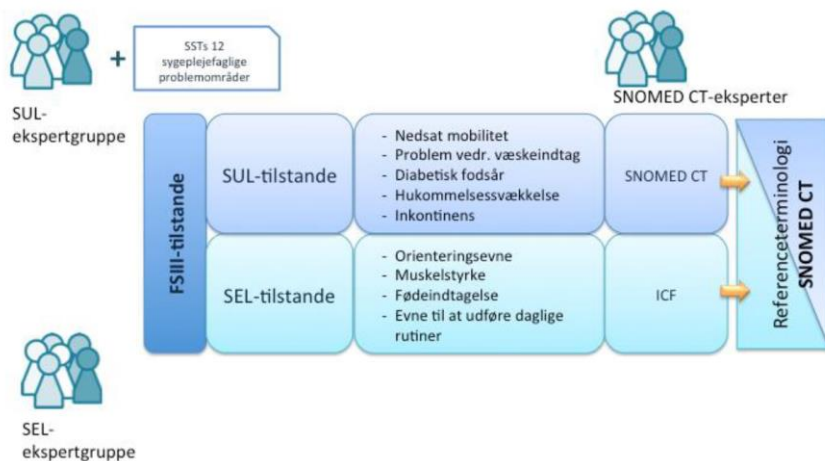 SSTs 12
sygeplejefaglige
problemområder
+
SUL-
ekspertgruppe
SNOMED CT-eksperter
FSIII-tilstande
SUL-tilstande
- Nedsat mobilitet
- Problem vedr. væskeindtag
- Diabetisk fodsår
- Hukommelsessvækkelse
- Inkontinens
SNOMED CT
SEL-tilstande
- Orienteringsevne
- Muskelstyrke
- Fødeindtagelse
- Evne til at udføre daglige
rutiner
ICF
Referenceterminologi
SNOMED CT
SEL-
ekspertgruppe